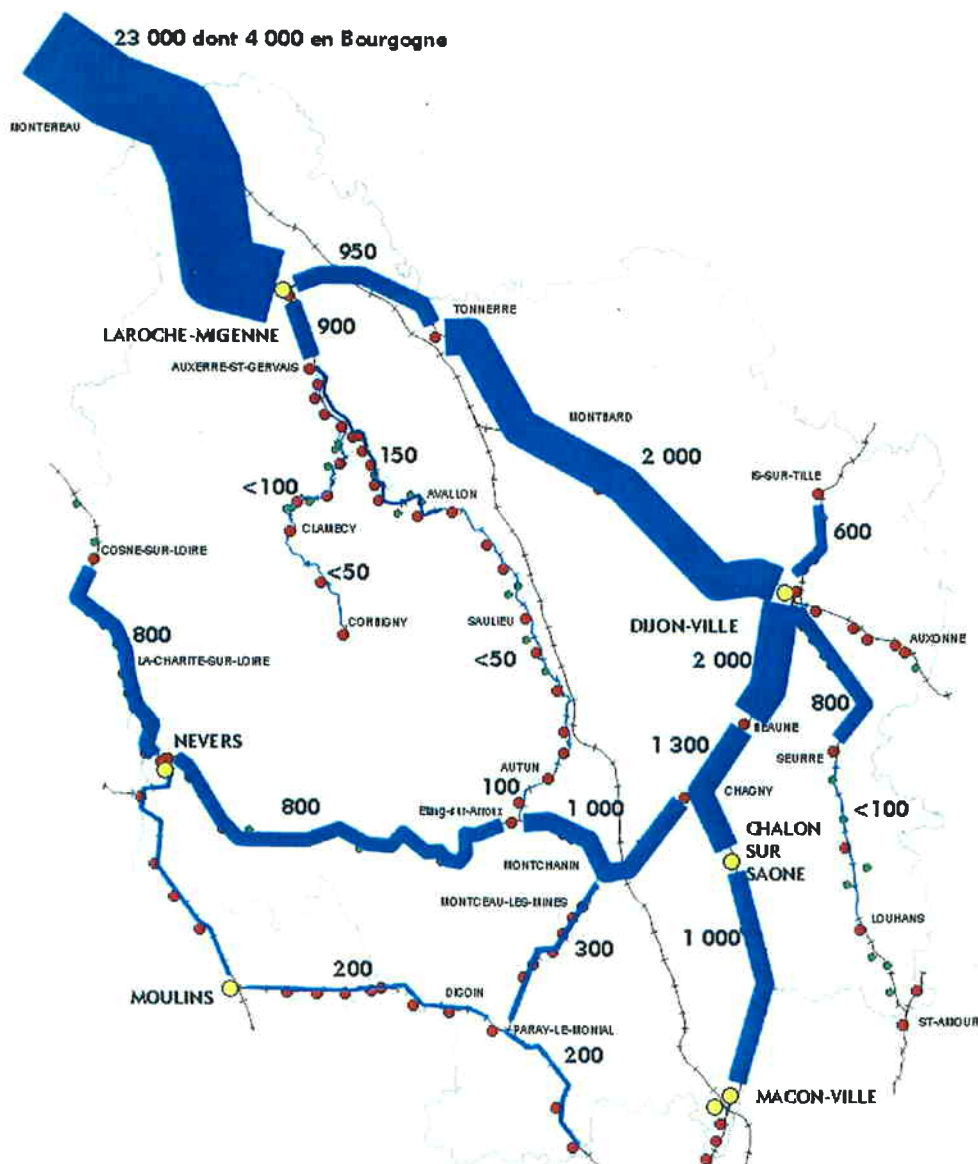 23 000 dont 4 000 en Bourgogne
MONTEREAU
950
TONNERRE
LAROCHE-MIGENNE
900
AUXERRE-ST-GERVAIS
MONTBARD
150
2 000
IS-SUR-TILLE
<100
AVALLON
600
CLAMECY
COSNE-SUR-LOIRE
<50
CORBIGNY
SAULIEU
DIJON-VILLE
AUXONNE
800
LA-CHARITE-SUR-LOIRE
<50
2 000
800
BEAUNE
NEVERS
1 300
SEURRE
AUTUN
100
1 000
CHAGNY
<100
800
Etang-sur-Arroux
CHALON
SUR
SAONE
MONTCHANIN
MONTCEAU-LES-MINES
LOUHANS
300
1 000
200
MOULINS
DIGOIN
ST-AMOUR
PARAY-LE-MONIAL
200
MACON-VILLE